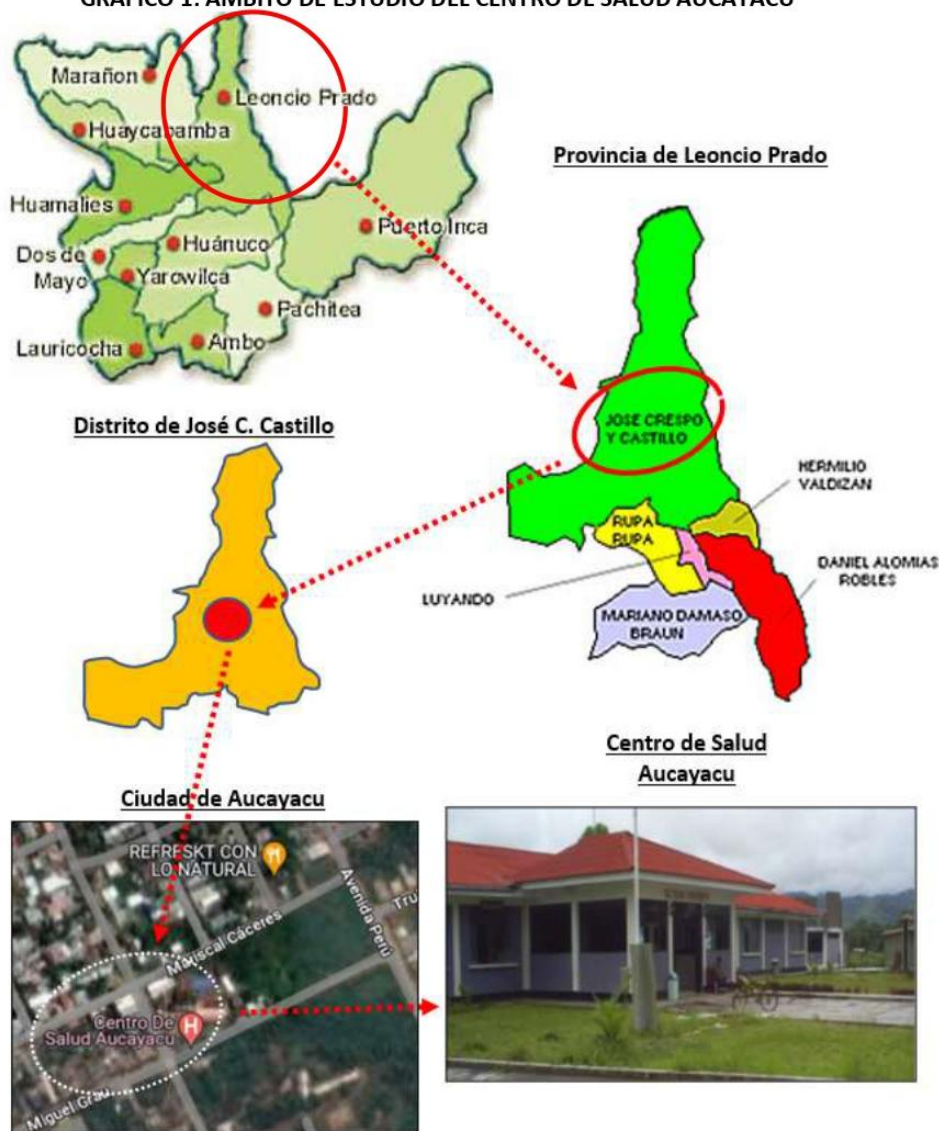 GRÁFICO 1: ÁMBITO DE ESTUDIO DEL CENTRO DE SALUD AUCAYACU
Marañon
Leoncio Prado
Huaycabamba
Huamalies
Puerto Inca
Huánuco
Dos de
Mayo
Yarowilca
Pachitea
Lauricocha
Ambo
Provincia de Leoncio Prado
JOSE CRESPO
Y CASTILLO
HERMILIO
VALDIZAN
RUPA
RUPA
DANIEL ALOMIAS
ROBLES
LUYANDO
MARIANO DAMASO
BRAUN
Distrito de José C. Castillo
Centro de Salud
Aucayacu
Ciudad de Aucayacu
REFRESKT CON
LO NATURAL
Avenida Perú
Tru
Mariscal Cáceres
Centro De
Salud Aucayacu
H
Miguel Grau